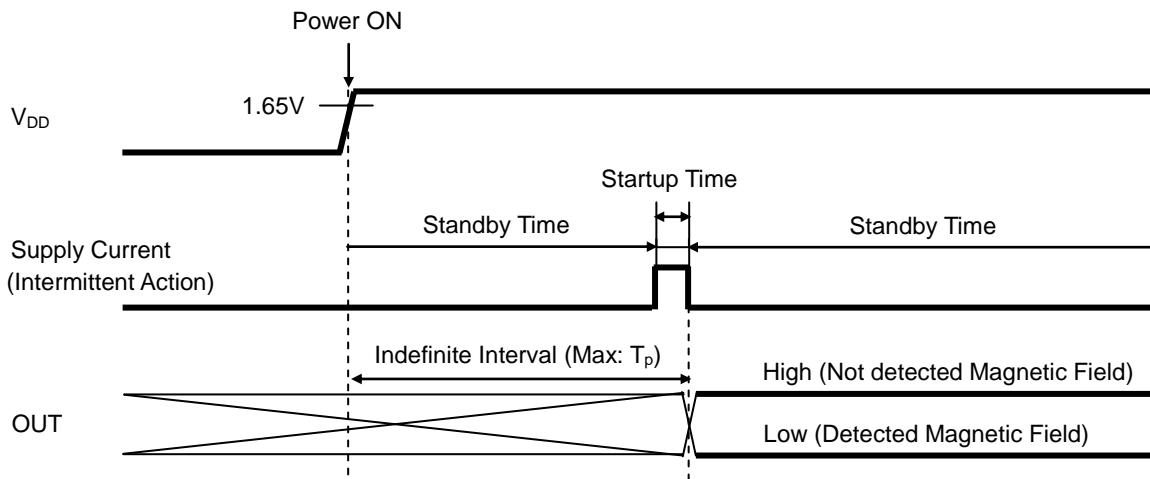 Power ON
1.65V
VDD
Startup Time
Standby Time
Standby Time
Supply Current
(Intermittent Action)
Indefinite Interval (Max: Tp)
High (Not detected Magnetic Field)
OUT
Low (Detected Magnetic Field)